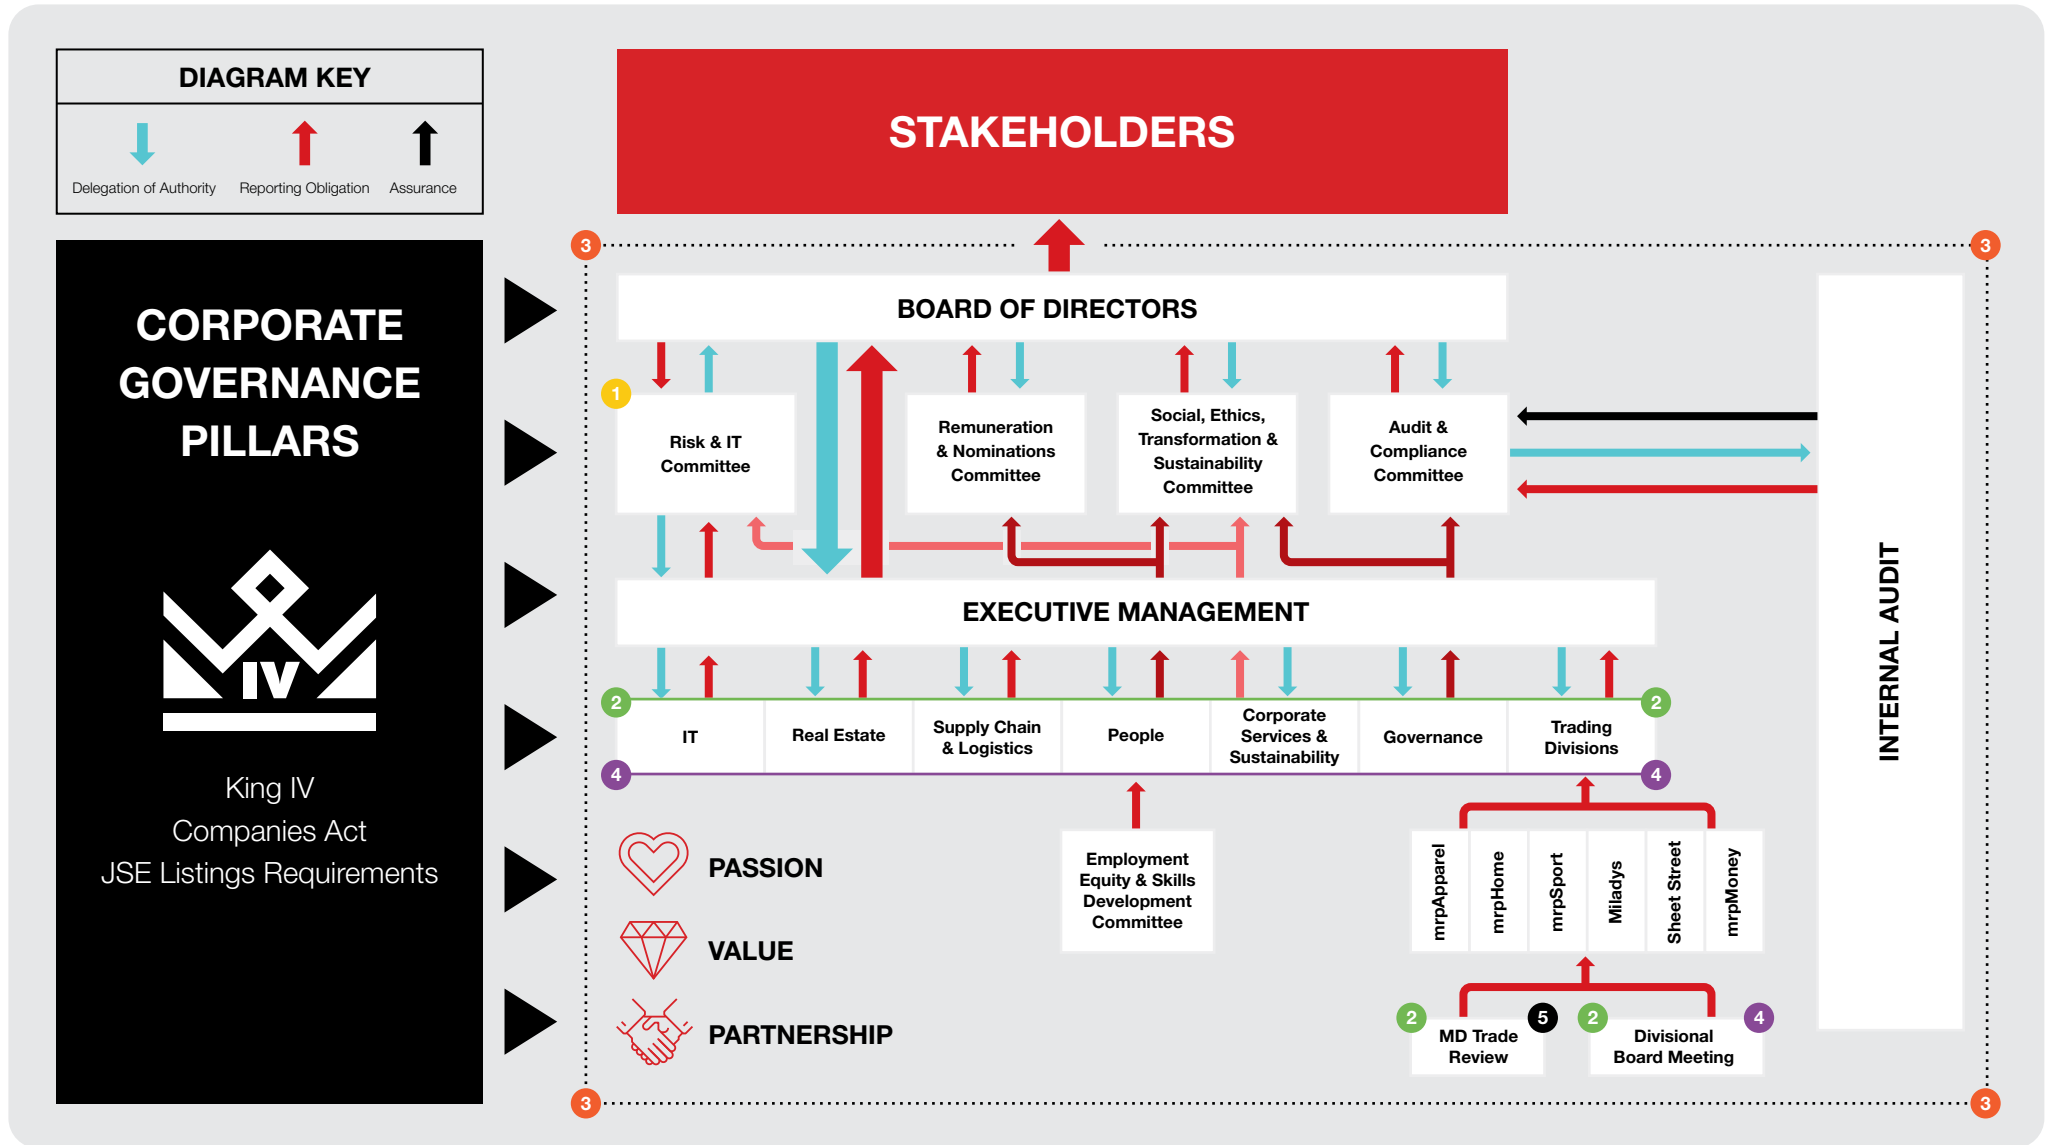 DIAGRAM KEY
Delegation of Authority
Reporting Obligation
Assurance
STAKEHOLDERS
CORPORATE
GOVERNANCE
PILLARS
IV
King IV
Companies Act
JSE Listings Requirements
3
3
BOARD OF DIRECTORS
1
Risk & IT
Committee
Remuneration
& Nominations
Committee
Social, Ethics,
Transformation &
Sustainability
Committee
Audit &
Compliance
Committee
INTERNAL AUDIT
EXECUTIVE MANAGEMENT
2
2
IT
Real Estate
Supply Chain
& Logistics
People
Corporate
Services &
Sustainability
Governance
Trading
Divisions
4
4
PASSION
VALUE
PARTNERSHIP
Employment
Equity & Skills
Development
Committee
mrpApparel
mrpHome
mrpSport
Miladys
Sheet Street
mrpMoney
2
5
MD Trade
Review
2
4
Divisional
Board Meeting
3
3